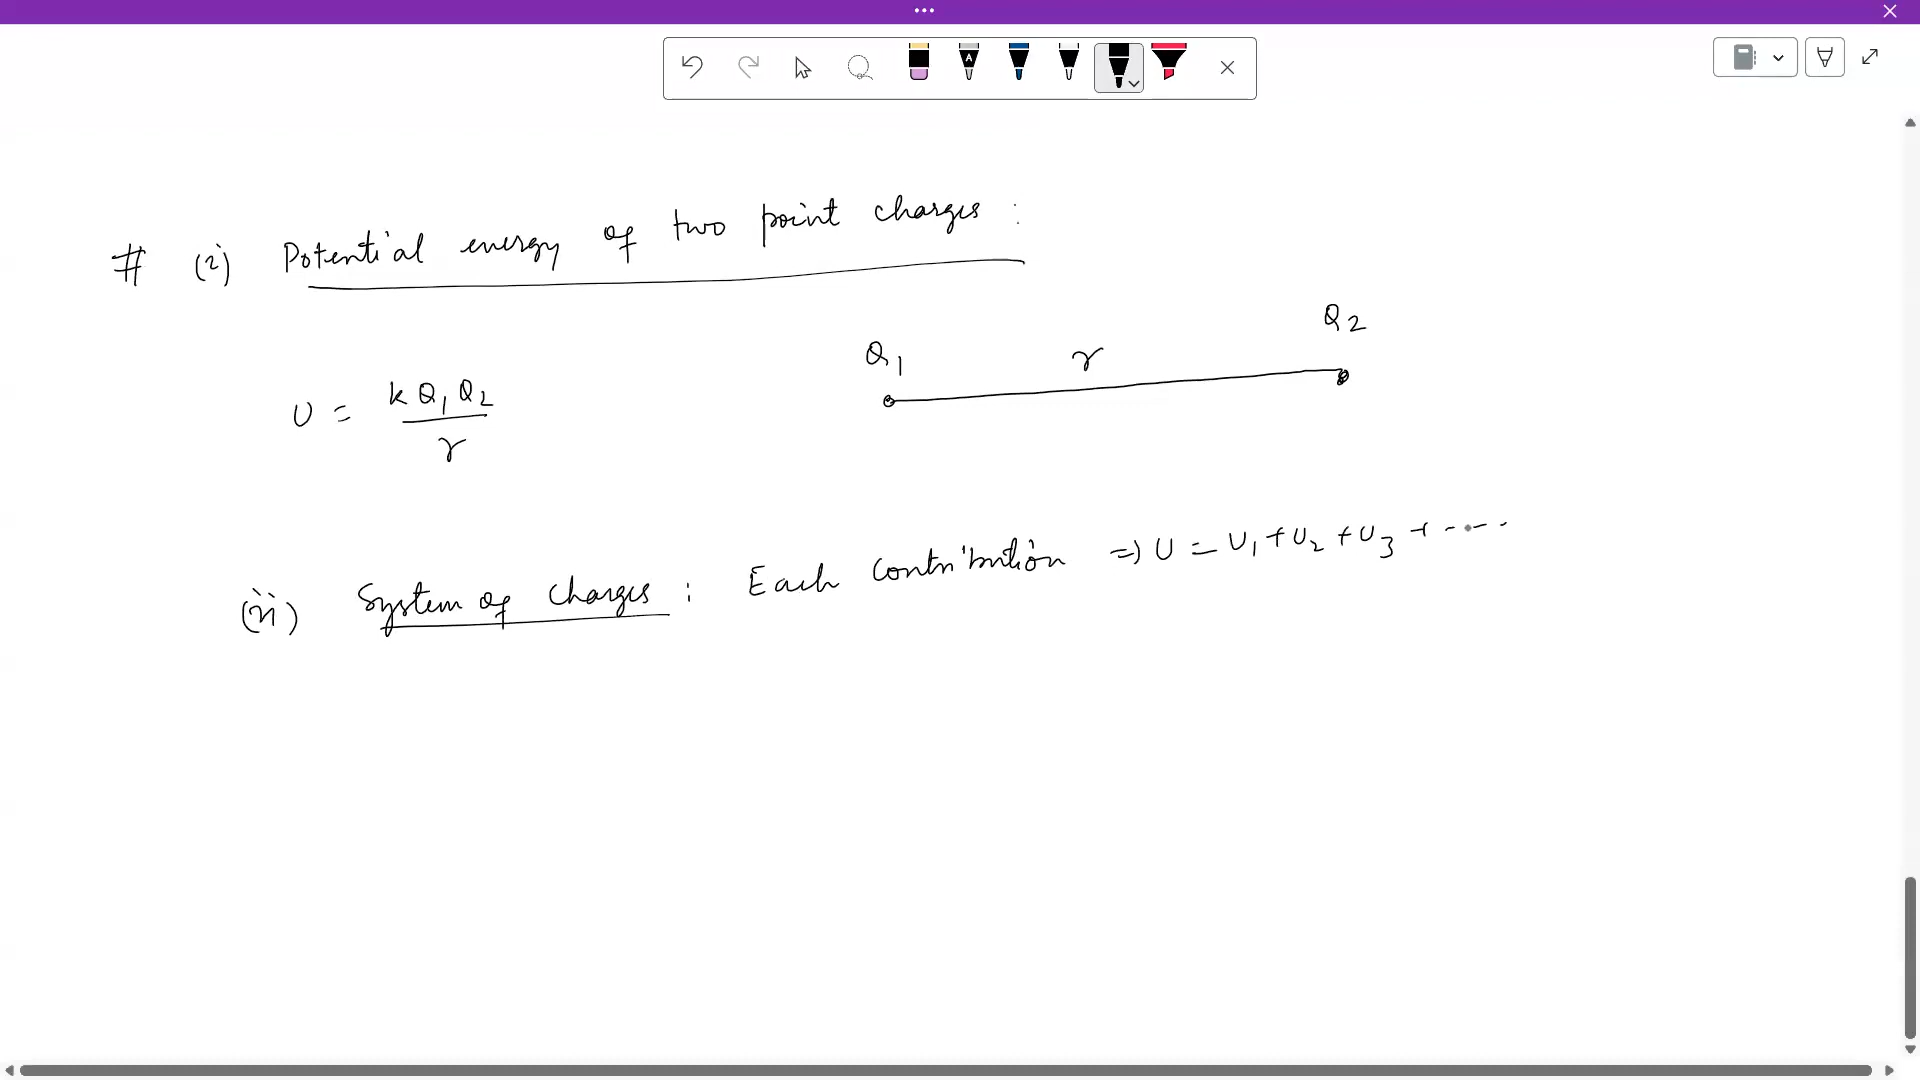 # (i) Potential energy of two point charges :
Q1 r Q2
U = kQ1Q2 / r
(ii) System of charges : Each contribution => U = U1 + U2 + U3 + -----